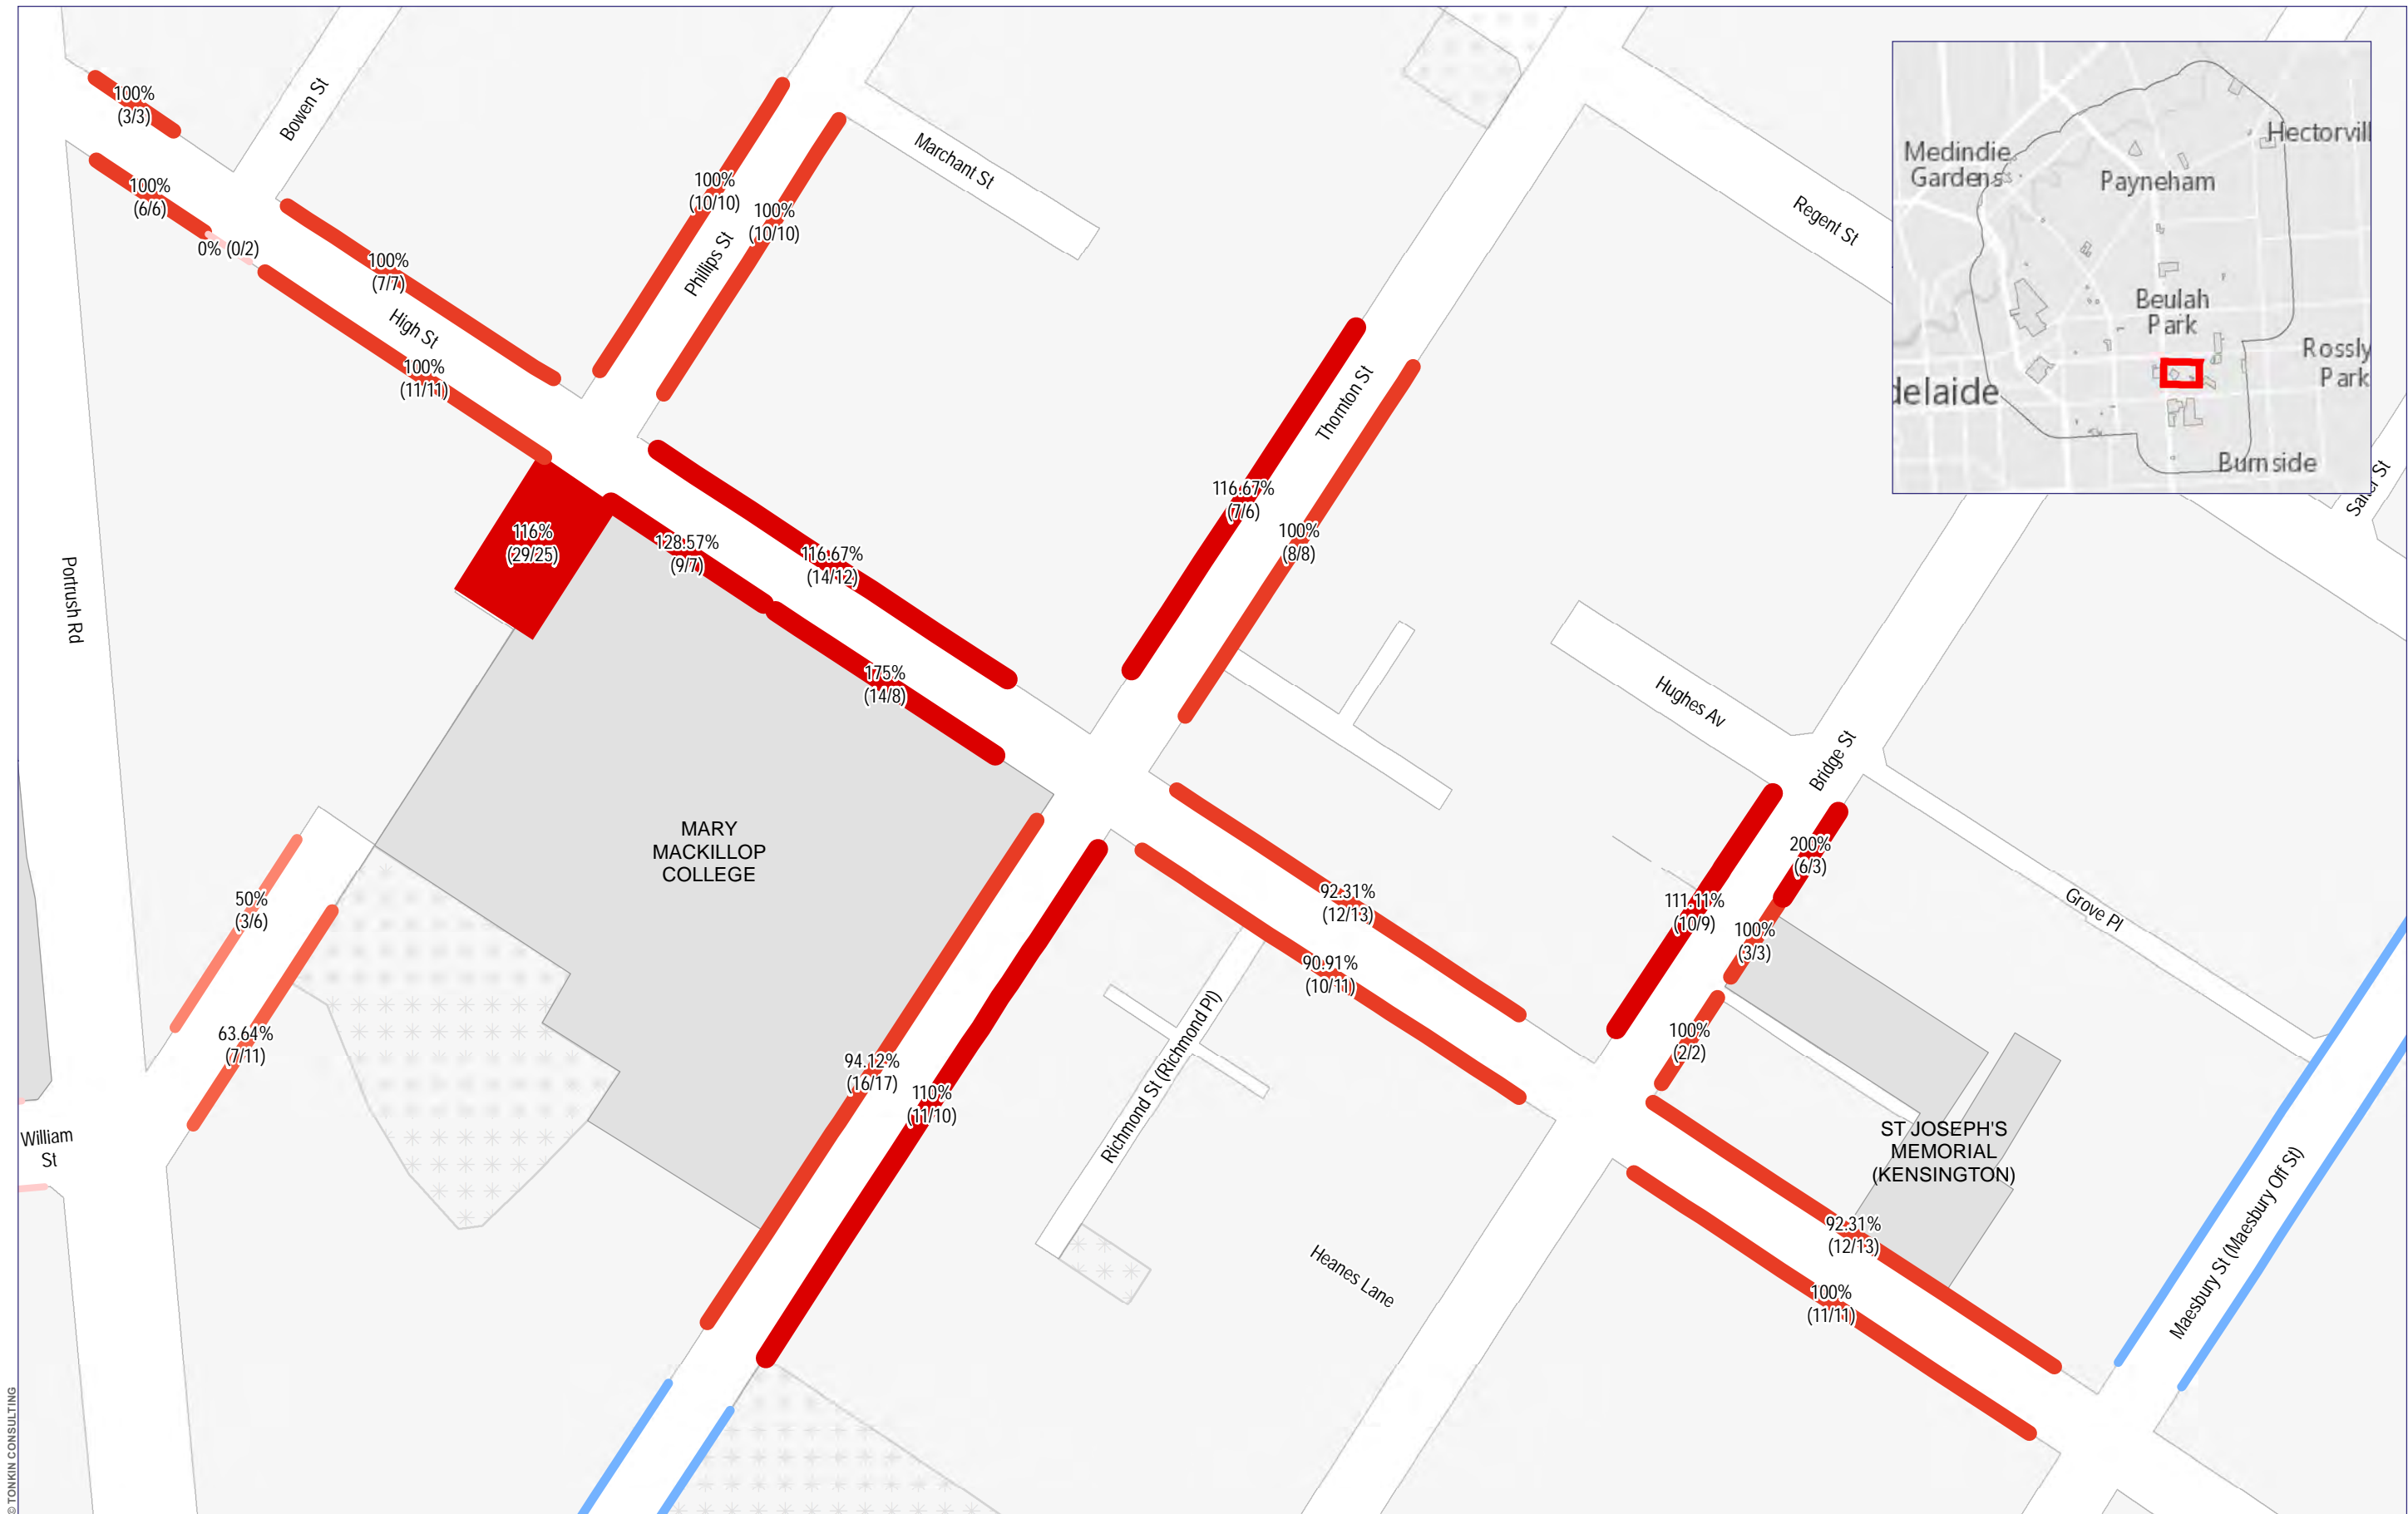 100%
(3/3)
Bowen St
100%
(6/6)
0% (0/2)
100%
(7/7)
High St
100%
(11/11)
100%
(10/10)
100%
(10/10)
Phillips St
Marchant St
Regent St
Medindie
Gardens
Hectorvill
Payneham
Beulah
Park
Rossly
Park
delaide
Burnside
Thornton St
116.67%
(7/6)
100%
(8/8)
116%
(29/25)
128.57%
(9/7)
116.67%
(14/12)
175%
(14/8)
Portrush Rd
Hughes Av
Bridge St
MARY
MACKILLOP
COLLEGE
200%
(6/3)
111.11%
(10/9)
100%
(3/3)
100%
(2/2)
Grove Pl
92.31%
(12/13)
90.91%
(10/11)
50%
(3/6)
63.64%
(7/11)
94.12%
(16/17)
110%
(11/10)
Richmond St (Richmond Pl)
William
St
ST JOSEPH'S
MEMORIAL
(KENSINGTON)
92.31%
(12/13)
100%
(11/11)
Heanes Lane
Maesbury St (Maesbury Off St)
© TONKIN CONSULTING